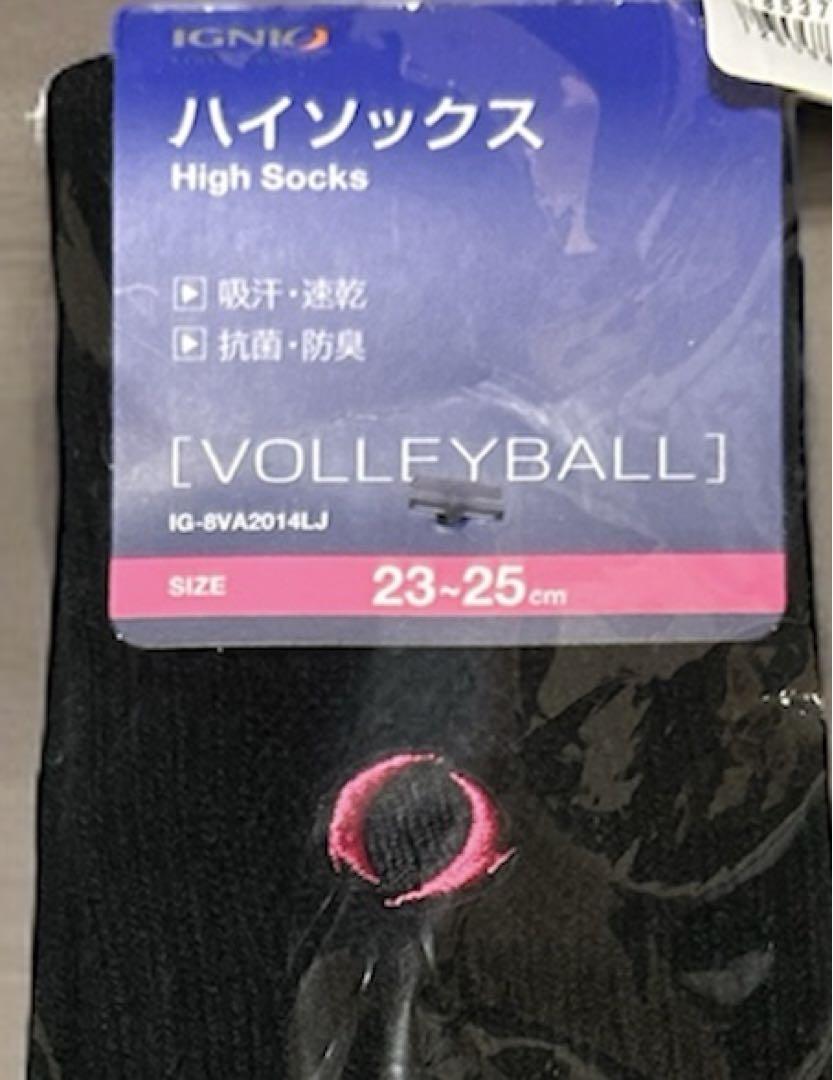 IGNIO
ハイソックス
High Socks
吸汗・速乾
抗菌・防臭
[VOLLEYBALL]
IG-8VA2014LJ
SIZE 23~25cm